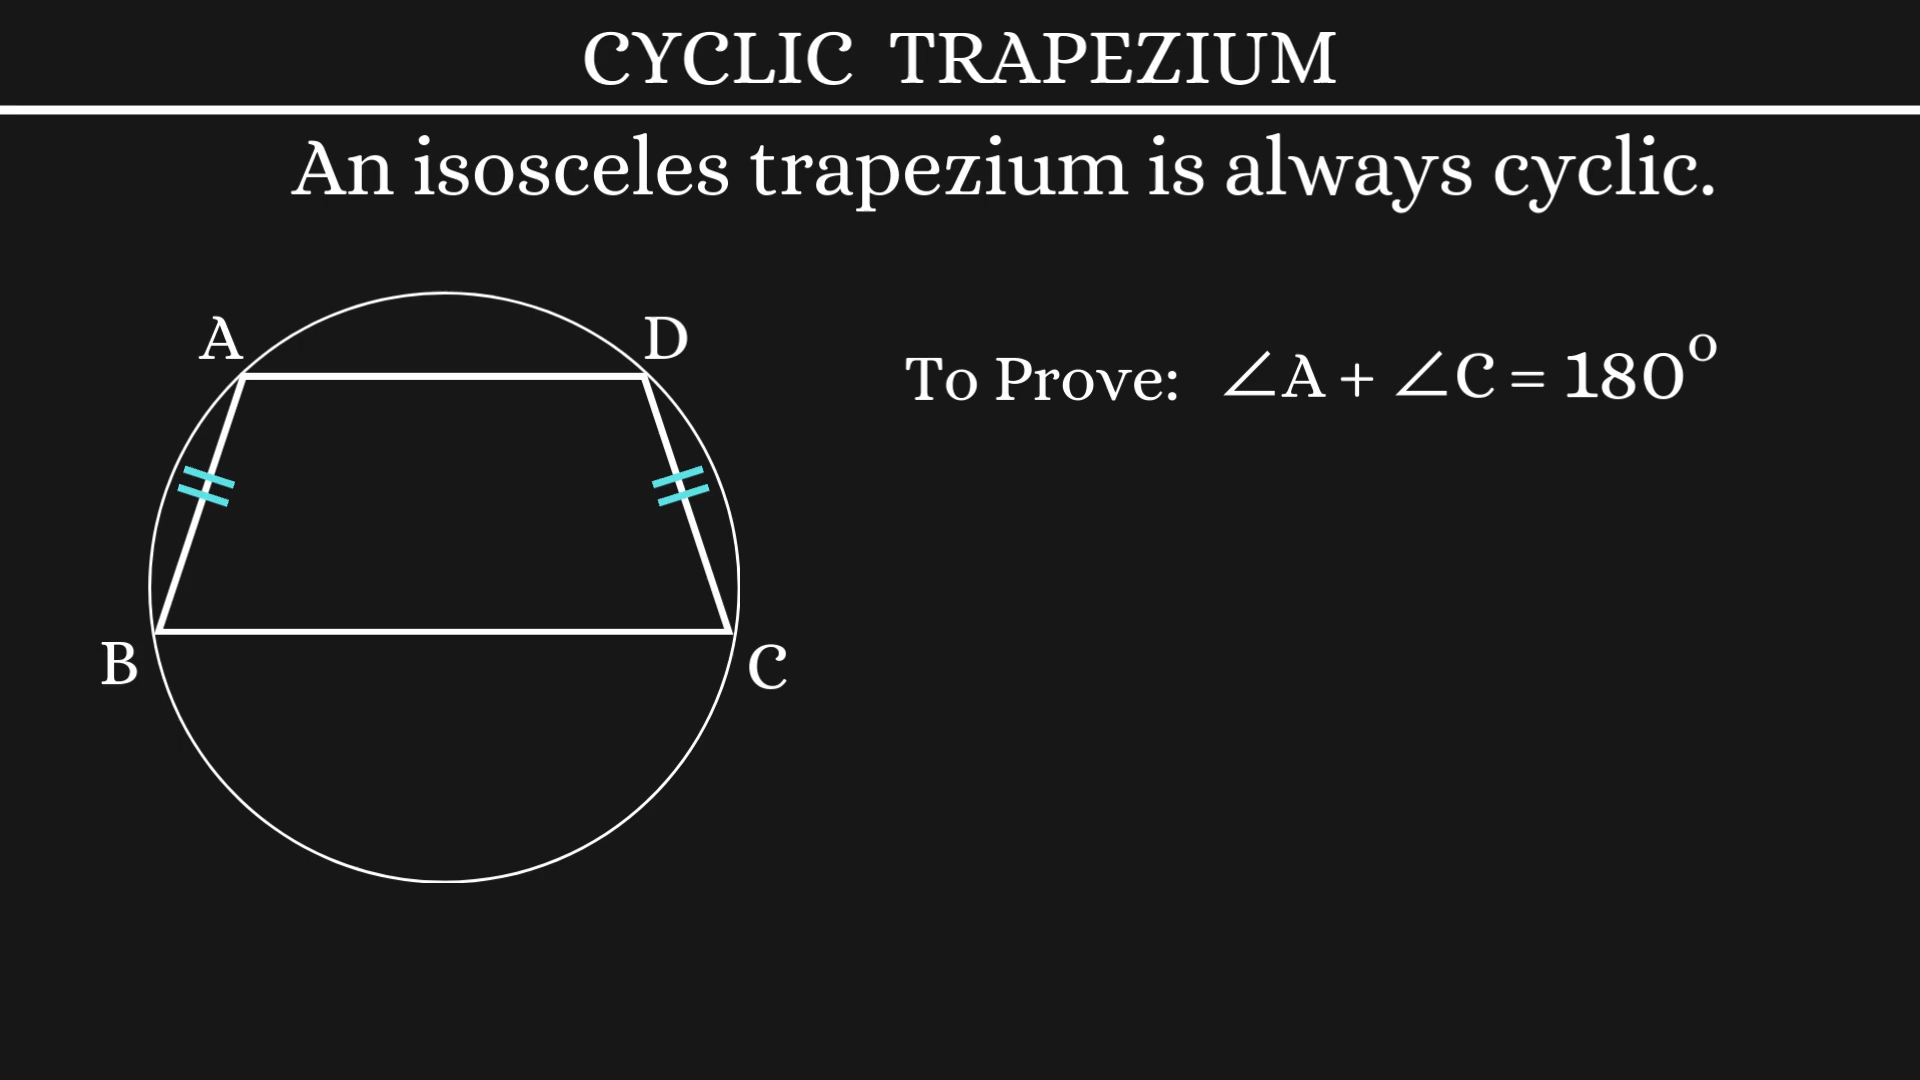 CYCLIC TRAPEZIUM
An isosceles trapezium is always cyclic.
A
D
To Prove: ∠A + ∠C = 180°
B
C